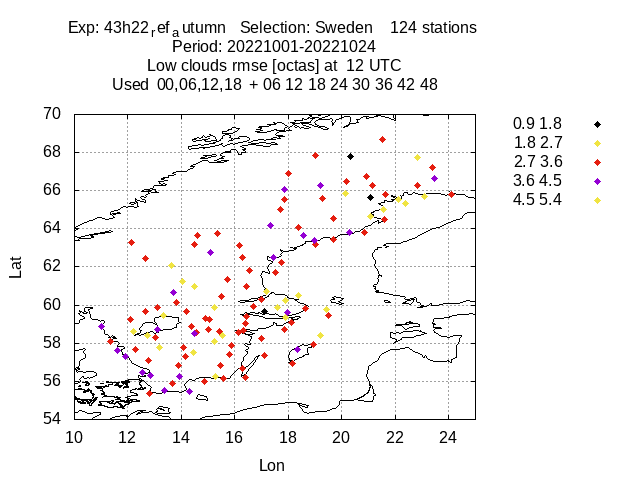 Exp: 43h22ref_autumn Selection: Sweden 124 stations
Period: 20221001-20221024
Low clouds rmse [octas] at 12 UTC
Used 00,06,12,18 + 06 12 18 24 30 36 42 48
70
68
66
64
62
60
58
56
54
10 12 14 16 18 20 22 24
Lat
Lon
0.9 1.8
1.8 2.7
2.7 3.6
3.6 4.5
4.5 5.4